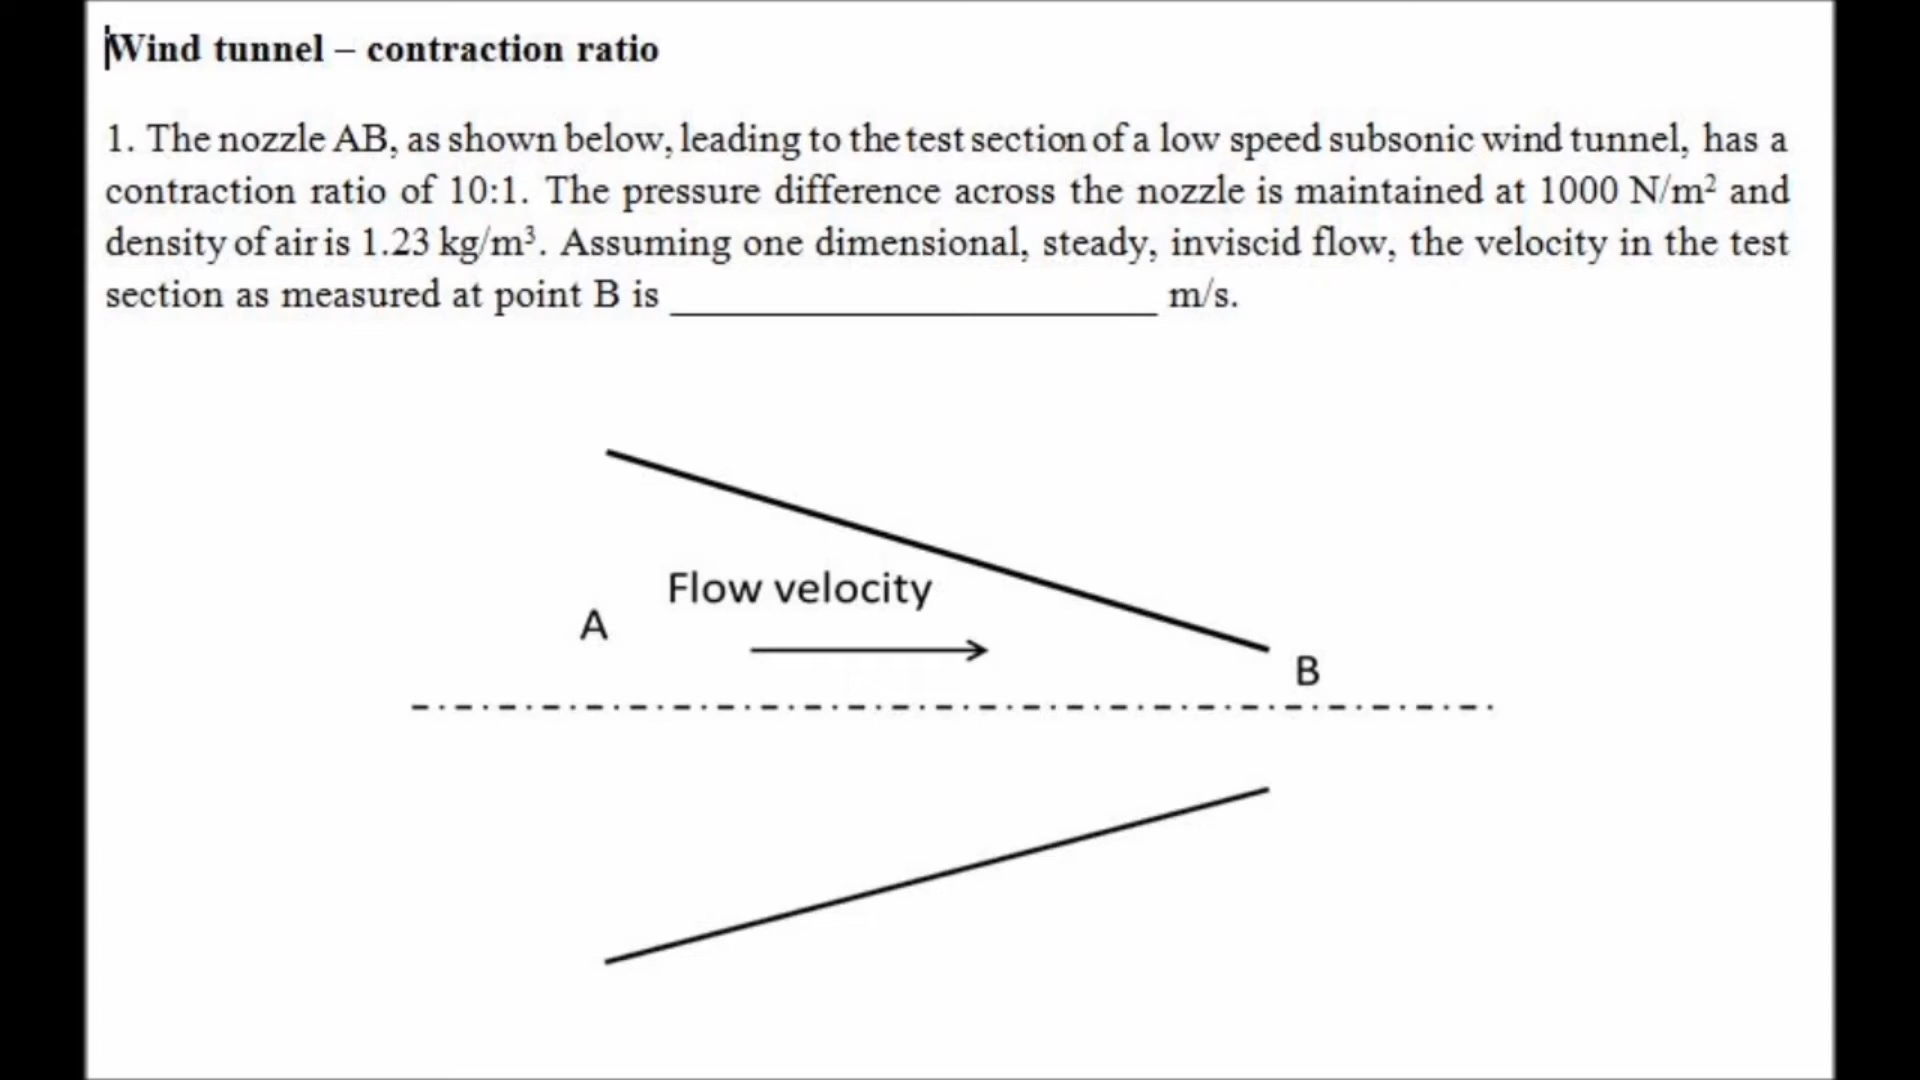 Wind tunnel – contraction ratio
1. The nozzle AB, as shown below, leading to the test section of a low speed subsonic wind tunnel, has a
contraction ratio of 10:1. The pressure difference across the nozzle is maintained at 1000 N/m² and
density of air is 1.23 kg/m³. Assuming one dimensional, steady, inviscid flow, the velocity in the test
section as measured at point B is ______________________ m/s.
Flow velocity
A
B